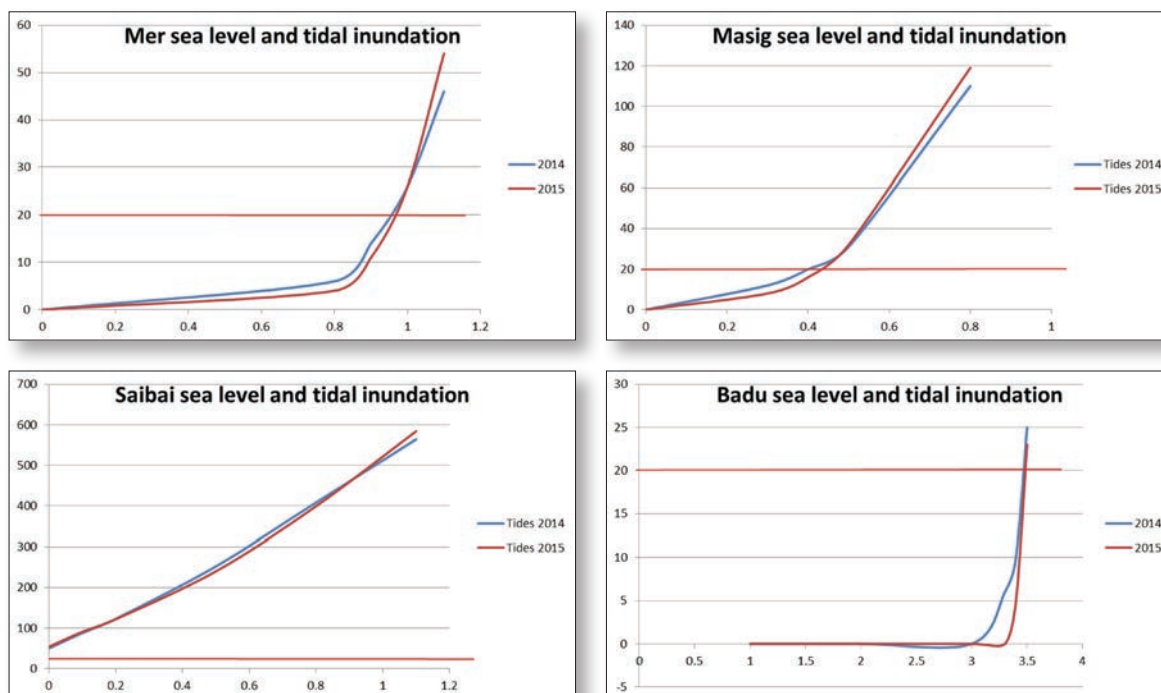 Mer sea level and tidal inundation
60
50
40
30
20
10
0
0 0.2 0.4 0.6 0.8 1 1.2
2014
2015
Masig sea level and tidal inundation
140
120
100
80
60
40
20
0
0 0.2 0.4 0.6 0.8 1
Tides 2014
Tides 2015
Saibai sea level and tidal inundation
700
600
500
400
300
200
100
0
0 0.2 0.4 0.6 0.8 1 1.2
Tides 2014
Tides 2015
Badu sea level and tidal inundation
30
25
20
15
10
5
0
-5
0 0.5 1 1.5 2 2.5 3 3.5 4
2014
2015